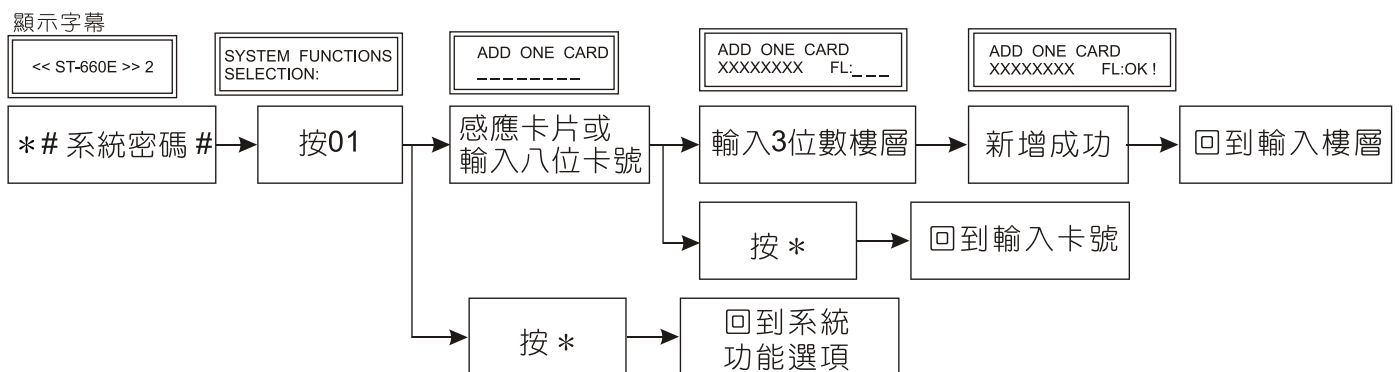 顯示字幕
<< ST-660E >> 2
SYSTEM FUNCTIONS
SELECTION:
ADD ONE CARD
_ _ _ _ _ _ _ _
ADD ONE CARD
XXXXXXXX FL:_ _ _
ADD ONE CARD
XXXXXXXX FL:OK !
*# 系統密碼 #
按01
感應卡片或
輸入八位卡號
輸入3位數樓層
新增成功
回到輸入樓層
按 *
回到輸入卡號
按 *
回到系統
功能選項